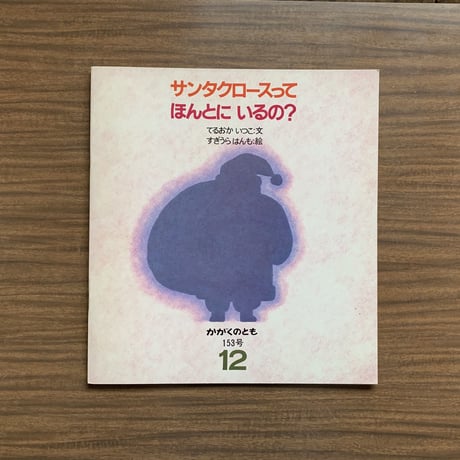 サンタクロースって
ほんとに いるの?
てるおか いつこ:文
すぎうら はんも:絵
かがくのとも
153号
12